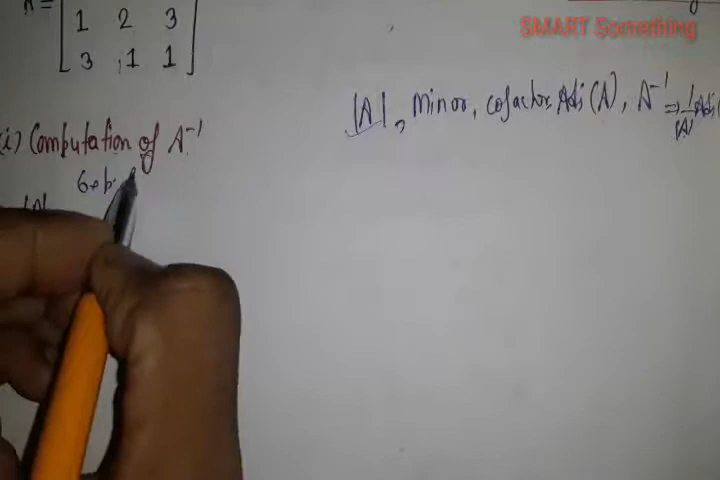 SMART Something
A =
1 2 3
3 1 1
|A|, Minor, cofactor, Adj (A), A⁻¹ ⇒ 1/|A| Adj(
(i) Computation of A⁻¹
|A|